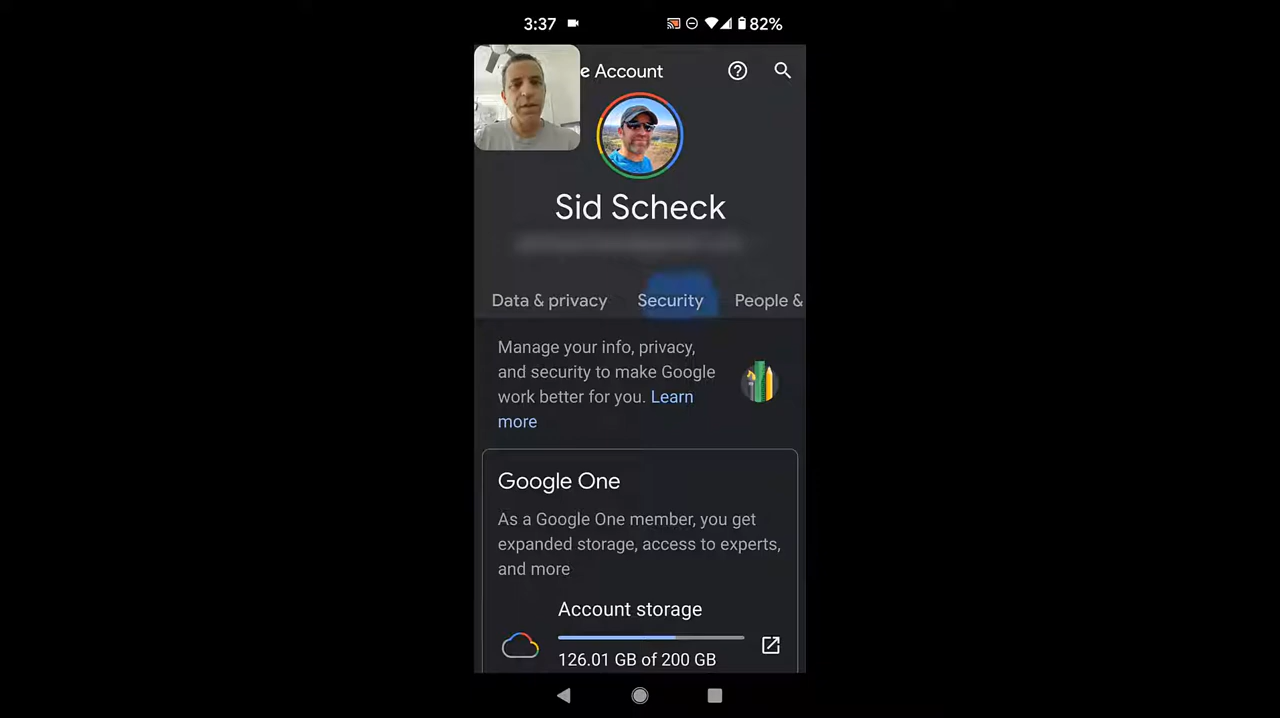 3:37
82%
e Account
Sid Scheck
Data & privacy
Security
People &
Manage your info, privacy,
and security to make Google
work better for you. Learn
more
Google One
As a Google One member, you get
expanded storage, access to experts,
and more
Account storage
126.01 GB of 200 GB